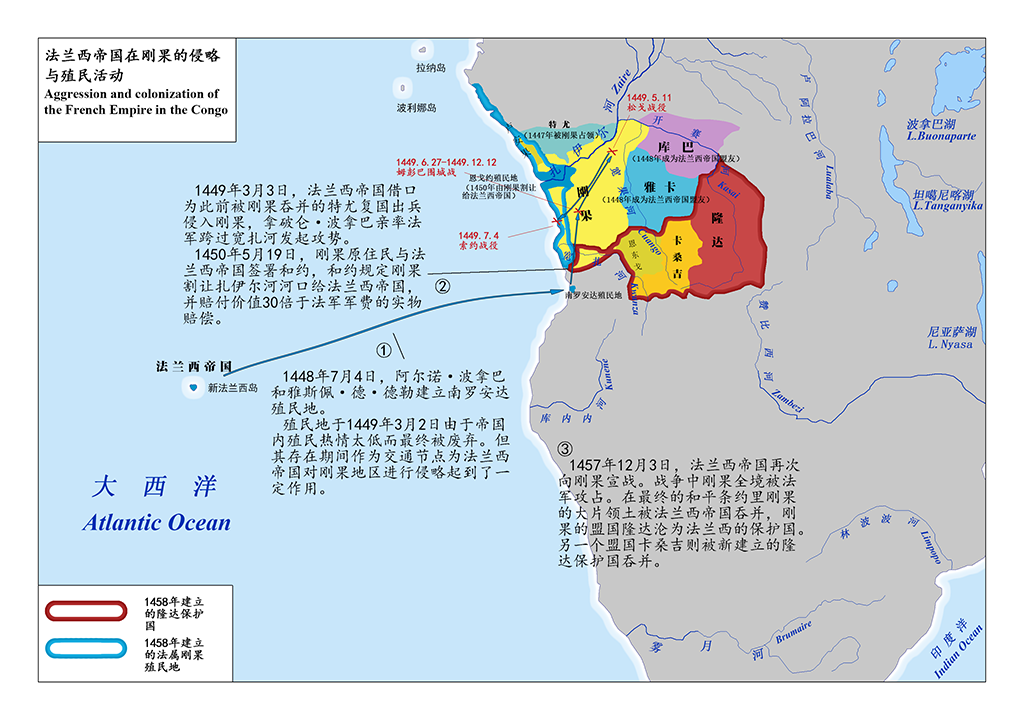 法兰西帝国在刚果的侵略
与殖民活动
Aggression and colonization of
the French Empire in the Congo
拉纳岛
波利娜岛
1449年3月3日，法兰西帝国借口
为此前被刚果吞并的特尤复国出兵
侵入刚果，拿破仑·波拿巴亲率法
军跨过宽扎河发起攻势。
1450年5月19日，刚果原住民与法
兰西帝国签署和约，和约规定刚果
割让扎伊尔河河口给法兰西帝国，
并赔付价值30倍于法军军费的实物
赔偿。
②
1449.5.11
松戈战役
特尤
（1447年被刚果占领）
1449.6.27-1449.12.12
姆彭巴围城战
恩戈约殖民地
（1450年由刚果割让
给法兰西帝国）
1449.7.4
索约战役
扎伊尔河 Zaire
开赛河
Kasai
库巴
（1448年成为法兰西帝国盟友）
雅卡
（1448年成为法兰西帝国盟友）
刚果
宽果河
Cuango
隆达
卡桑吉
恩东戈
宽扎河
Kwanza
南罗安达殖民地
卢阿拉巴河
Lualaba
波拿巴湖
L.Buonaparte
坦噶尼喀湖
L.Tanganyika
尼亚萨湖
L.Nyasa
赞比西河
Zambezi
库内内河
Kunene
法兰西帝国
新法兰西岛
①
1448年7月4日，阿尔诺·波拿巴
和雅斯佩·德·德勒建立南罗安达
殖民地。
殖民地于1449年3月2日由于帝国
内殖民热情太低而最终被废弃。但
其存在期间作为交通节点为法兰西
帝国对刚果地区进行侵略起到了一
定作用。
③
1457年12月3日，法兰西帝国再次
向刚果宣战。战争中刚果全境被法
军攻占。在最终的和平条约里刚果
的大片领土被法兰西帝国吞并，刚
果的盟国隆达沦为法兰西的保护国。
另一个盟国卡桑吉则被新建立的隆
达保护国吞并。
大西洋
Atlantic Ocean
林波波河
Limpopo
雾月河
Brumaire
印度洋
Indian Ocean
1458年建立
的隆达保护
国
1458年建立
的法属刚果
殖民地